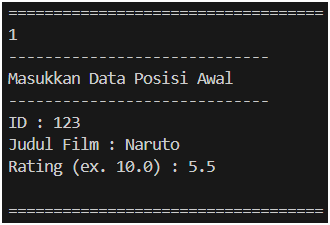 ===================================
1
-----------------------------
Masukkan Data Posisi Awal
-----------------------------
ID : 123
Judul Film : Naruto
Rating (ex. 10.0) : 5.5
===================================